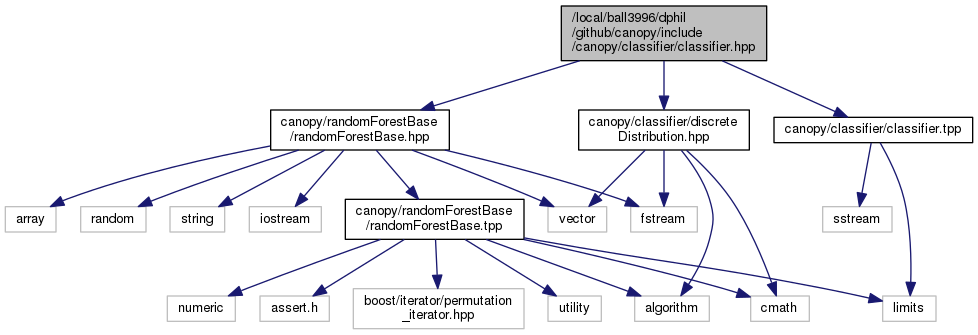 /local/ball3996/dphil
/github/canopy/include
/canopy/classifier/classifier.hpp
canopy/randomForestBase
/randomForestBase.hpp
canopy/classifier/discrete
Distribution.hpp
canopy/classifier/classifier.tpp
array
random
string
iostream
canopy/randomForestBase
/randomForestBase.tpp
vector
fstream
sstream
numeric
assert.h
boost/iterator/permutation
_iterator.hpp
utility
algorithm
cmath
limits